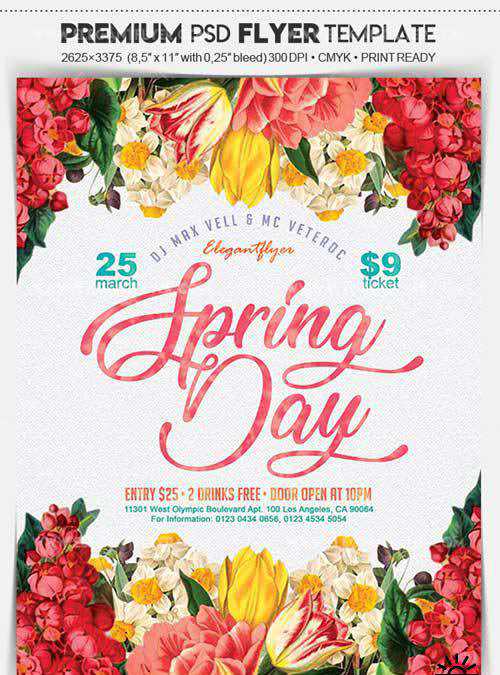 PREMIUM PSD FLYER TEMPLATE
2625×3375 (8,5" x 11" with 0,25" bleed) 300 DPI • CMYK • PRINT READY
DJ MAX VELL & MC VETEROC
Elegantflyer
25
march
$9
ticket
Spring
Day
ENTRY $25 • 2 DRINKS FREE • DOOR OPEN AT 10PM
11301 West Olympic Boulevard Apt. 100 Los Angeles, CA 90064
For Information: 0123 0434 0656, 0123 4534 5054